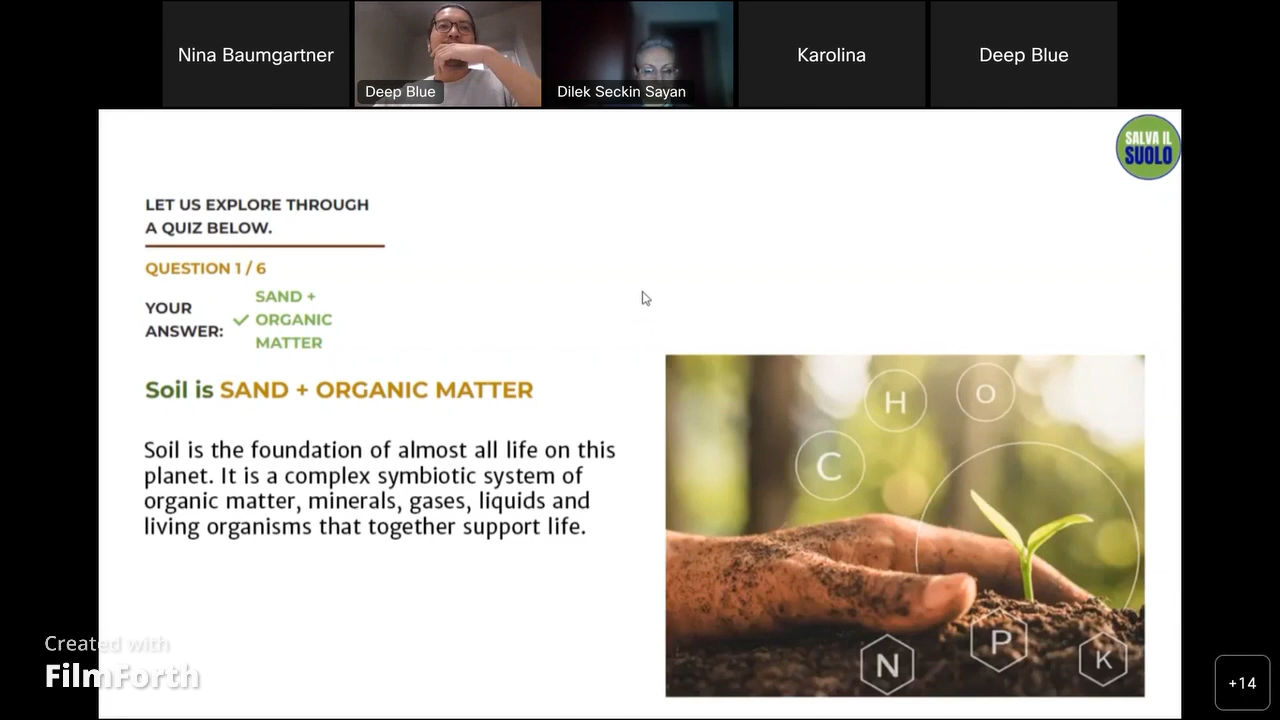 Nina Baumgartner
Deep Blue
Dilek Seckin Sayan
Karolina
Deep Blue
SALVA IL
SUOLO
LET US EXPLORE THROUGH
A QUIZ BELOW.
QUESTION 1 / 6
YOUR
ANSWER:
SAND +
ORGANIC
MATTER
Soil is SAND + ORGANIC MATTER
Soil is the foundation of almost all life on this
planet. It is a complex symbiotic system of
organic matter, minerals, gases, liquids and
living organisms that together support life.
H
O
C
N
P
K
Created with
FilmForth
+14